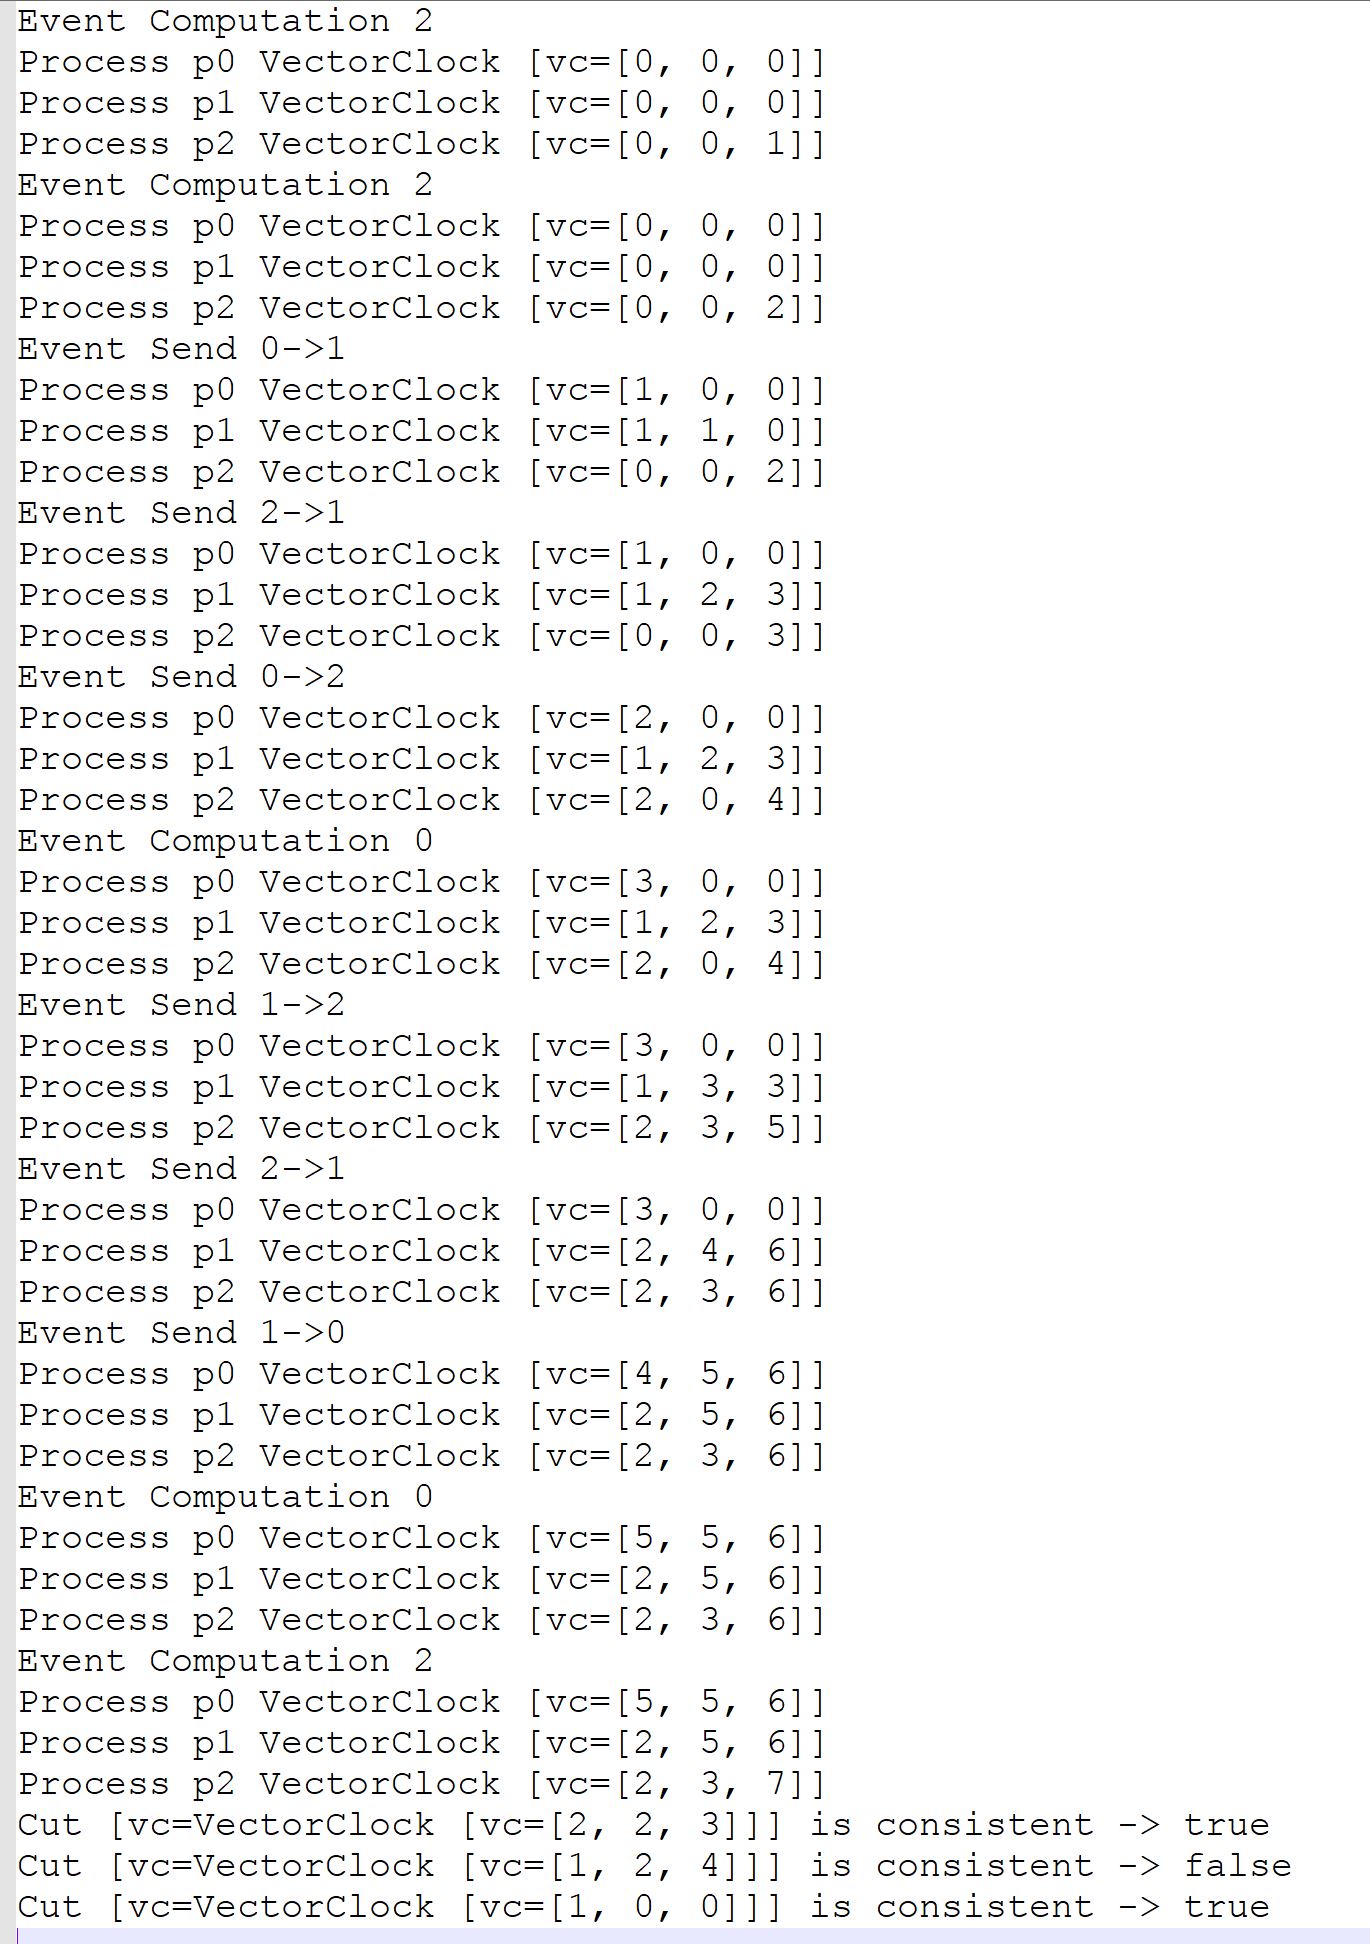 Event Computation 2
Process p0 VectorClock [vc=[0, 0, 0]]
Process p1 VectorClock [vc=[0, 0, 0]]
Process p2 VectorClock [vc=[0, 0, 1]]
Event Computation 2
Process p0 VectorClock [vc=[0, 0, 0]]
Process p1 VectorClock [vc=[0, 0, 0]]
Process p2 VectorClock [vc=[0, 0, 2]]
Event Send 0->1
Process p0 VectorClock [vc=[1, 0, 0]]
Process p1 VectorClock [vc=[1, 1, 0]]
Process p2 VectorClock [vc=[0, 0, 2]]
Event Send 2->1
Process p0 VectorClock [vc=[1, 0, 0]]
Process p1 VectorClock [vc=[1, 2, 3]]
Process p2 VectorClock [vc=[0, 0, 3]]
Event Send 0->2
Process p0 VectorClock [vc=[2, 0, 0]]
Process p1 VectorClock [vc=[1, 2, 3]]
Process p2 VectorClock [vc=[2, 0, 4]]
Event Computation 0
Process p0 VectorClock [vc=[3, 0, 0]]
Process p1 VectorClock [vc=[1, 2, 3]]
Process p2 VectorClock [vc=[2, 0, 4]]
Event Send 1->2
Process p0 VectorClock [vc=[3, 0, 0]]
Process p1 VectorClock [vc=[1, 3, 3]]
Process p2 VectorClock [vc=[2, 3, 5]]
Event Send 2->1
Process p0 VectorClock [vc=[3, 0, 0]]
Process p1 VectorClock [vc=[2, 4, 6]]
Process p2 VectorClock [vc=[2, 3, 6]]
Event Send 1->0
Process p0 VectorClock [vc=[4, 5, 6]]
Process p1 VectorClock [vc=[2, 5, 6]]
Process p2 VectorClock [vc=[2, 3, 6]]
Event Computation 0
Process p0 VectorClock [vc=[5, 5, 6]]
Process p1 VectorClock [vc=[2, 5, 6]]
Process p2 VectorClock [vc=[2, 3, 6]]
Event Computation 2
Process p0 VectorClock [vc=[5, 5, 6]]
Process p1 VectorClock [vc=[2, 5, 6]]
Process p2 VectorClock [vc=[2, 3, 7]]
Cut [vc=VectorClock [vc=[2, 2, 3]]] is consistent -> true
Cut [vc=VectorClock [vc=[1, 2, 4]]] is consistent -> false
Cut [vc=VectorClock [vc=[1, 0, 0]]] is consistent -> true